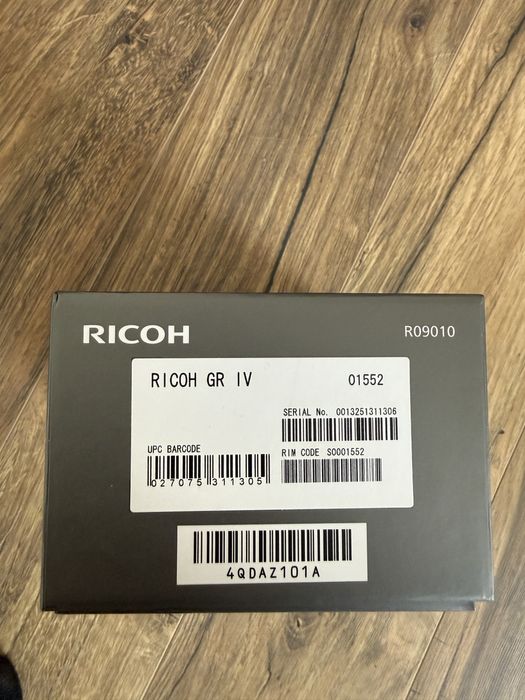 RICOH
R09010
RICOH GR IV
01552
SERIAL No. 0013251311306
UPC BARCODE
027075 311305
RIM CODE S0001552
4QDAZ101A